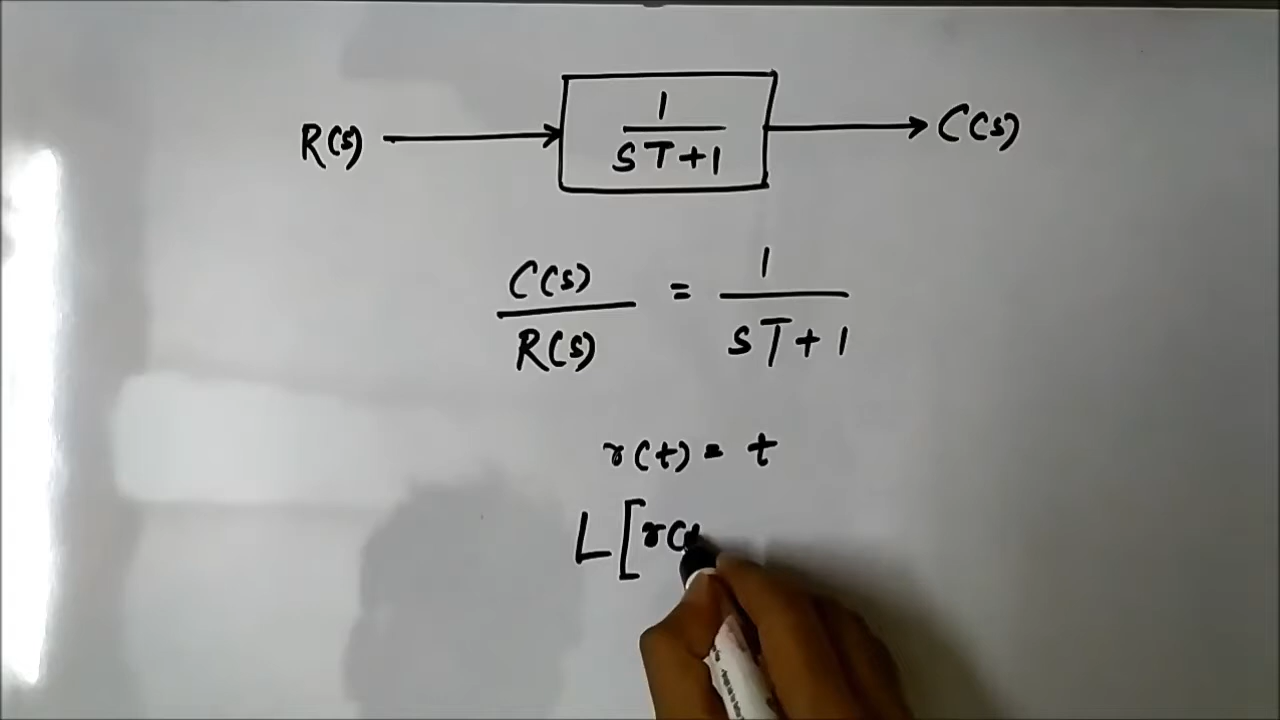 R(s) → 1/(sT+1) → C(s)
C(s)/R(s) = 1/(sT+1)
r(t) = t
L[r(